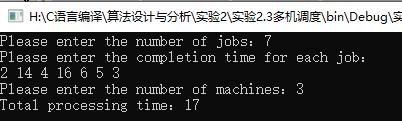 H:\C语言编译\算法设计与分析\实验2\实验2.3多机调度\bin\Debug\实
Please enter the number of jobs: 7
Please enter the completion time for each job:
2 14 4 16 6 5 3
Please enter the number of machines: 3
Total processing time: 17